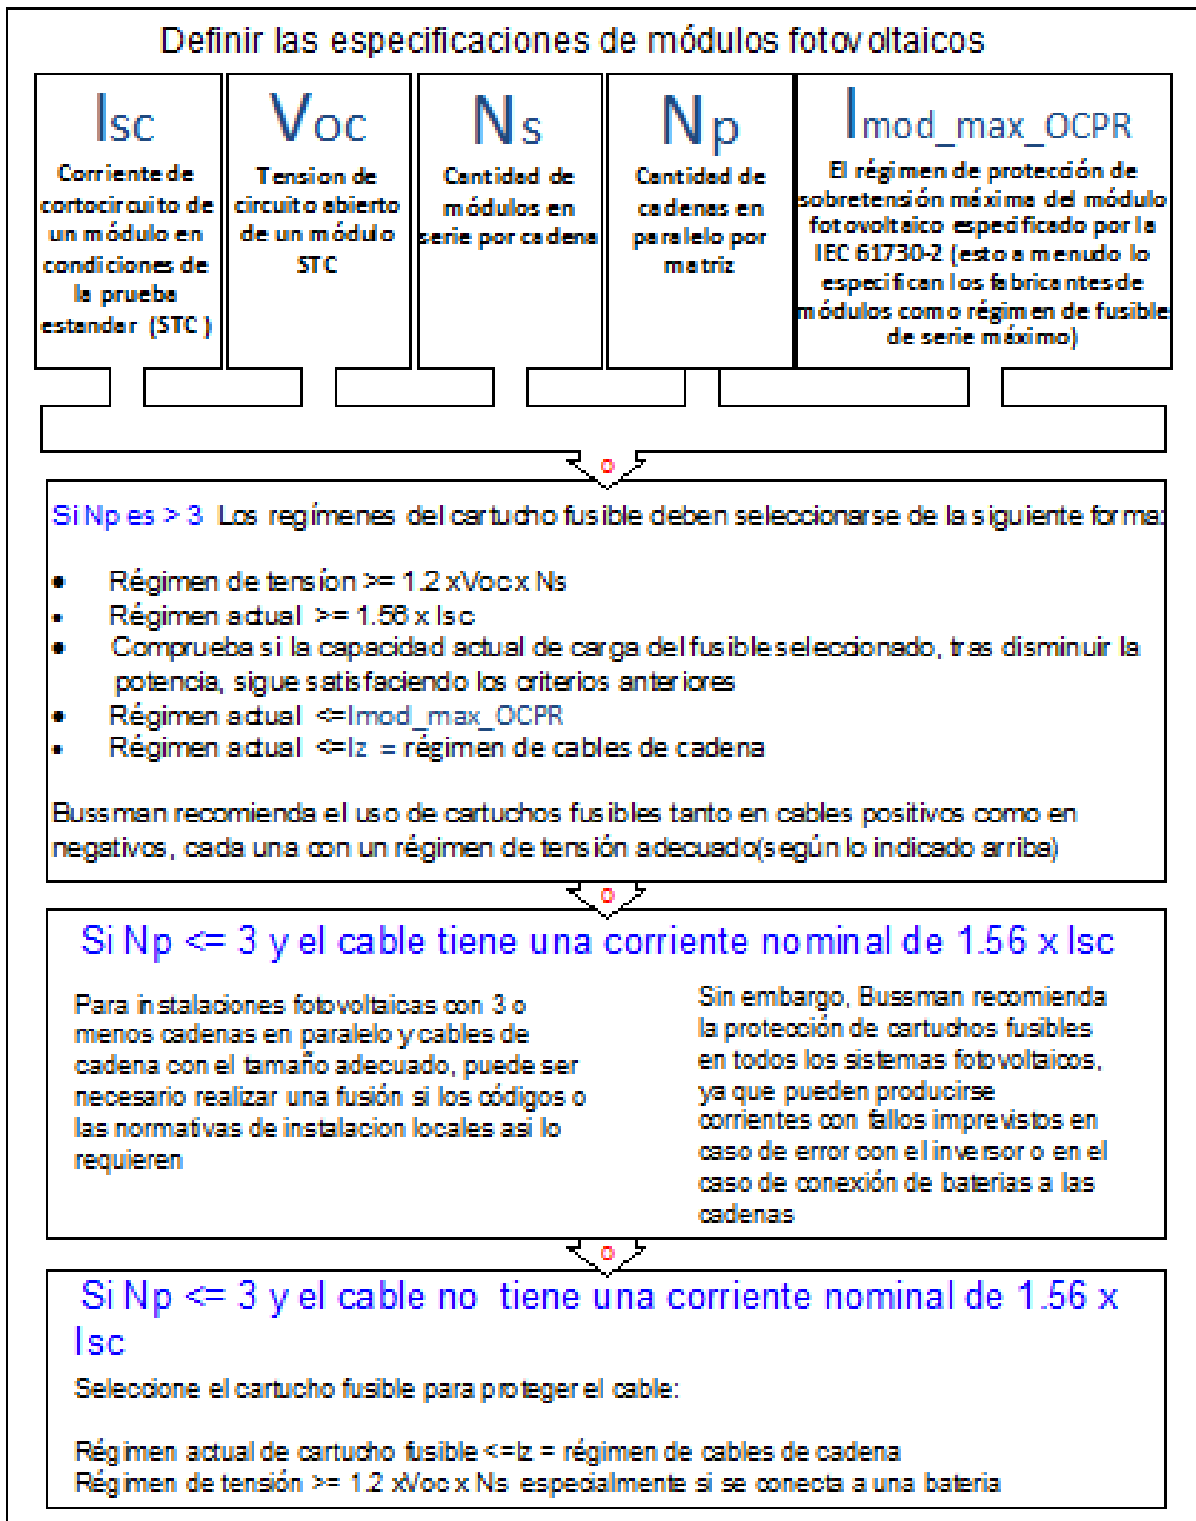 Definir las especificaciones de módulos fotovoltaicos
Isc
Corriente de
cortocircuito de
un módulo en
condiciones de
la prueba
estandar (STC)
Voc
Tension de
circuito abierto
de un módulo
STC
Ns
Cantidad de
módulos en
serie por cadena
Np
Cantidad de
cadenas en
paralelo por
matriz
Imod_max_OCPR
El régimen de protección de
sobretensión máxima del módulo
fotovoltaico especificado por la
IEC 61730-2 (esto a menudo lo
especifican los fabricantes de
módulos como régimen de fusible
de serie máximo)
o
Si Np es > 3 Los regímenes del cartucho fusible deben seleccionarse de la siguiente forma:
• Régimen de tensíon >= 1.2 xVoc x Ns
• Régimen actual >= 1.56 x Isc
• Comprueba si la capacidad actual de carga del fusible seleccionado, tras disminuir la
potencia, sigue satisfaciendo los criterios anteriores
• Régimen actual <=Imod_max_OCPR
• Régimen actual <=Iz = régimen de cables de cadena
Bussman recomienda el uso de cartuchos fusibles tanto en cables positivos como en
negativos, cada una con un régimen de tensión adecuado(según lo indicado arriba)
o
Si Np <= 3 y el cable tiene una corriente nominal de 1.56 x Isc
Para instalaciones fotovoltaicas con 3 o
menos cadenas en paralelo y cables de
cadena con el tamaño adecuado, puede ser
necesario realizar una fusión si los códigos o
las normativas de instalacion locales asi lo
requieren
Sin embargo, Bussman recomienda
la protección de cartuchos fusibles
en todos los sistemas fotovoltaicos,
ya que pueden producirse
corrientes con fallos imprevistos en
caso de error con el inversor o en el
caso de conexión de baterias a las
cadenas
o
Si Np <= 3 y el cable no tiene una corriente nominal de 1.56 x
Isc
Seleccione el cartucho fusible para proteger el cable:
Régimen actual de cartucho fusible <=Iz = régimen de cables de cadena
Régimen de tensión >= 1.2 xVoc x Ns especialmente si se conecta a una bateria